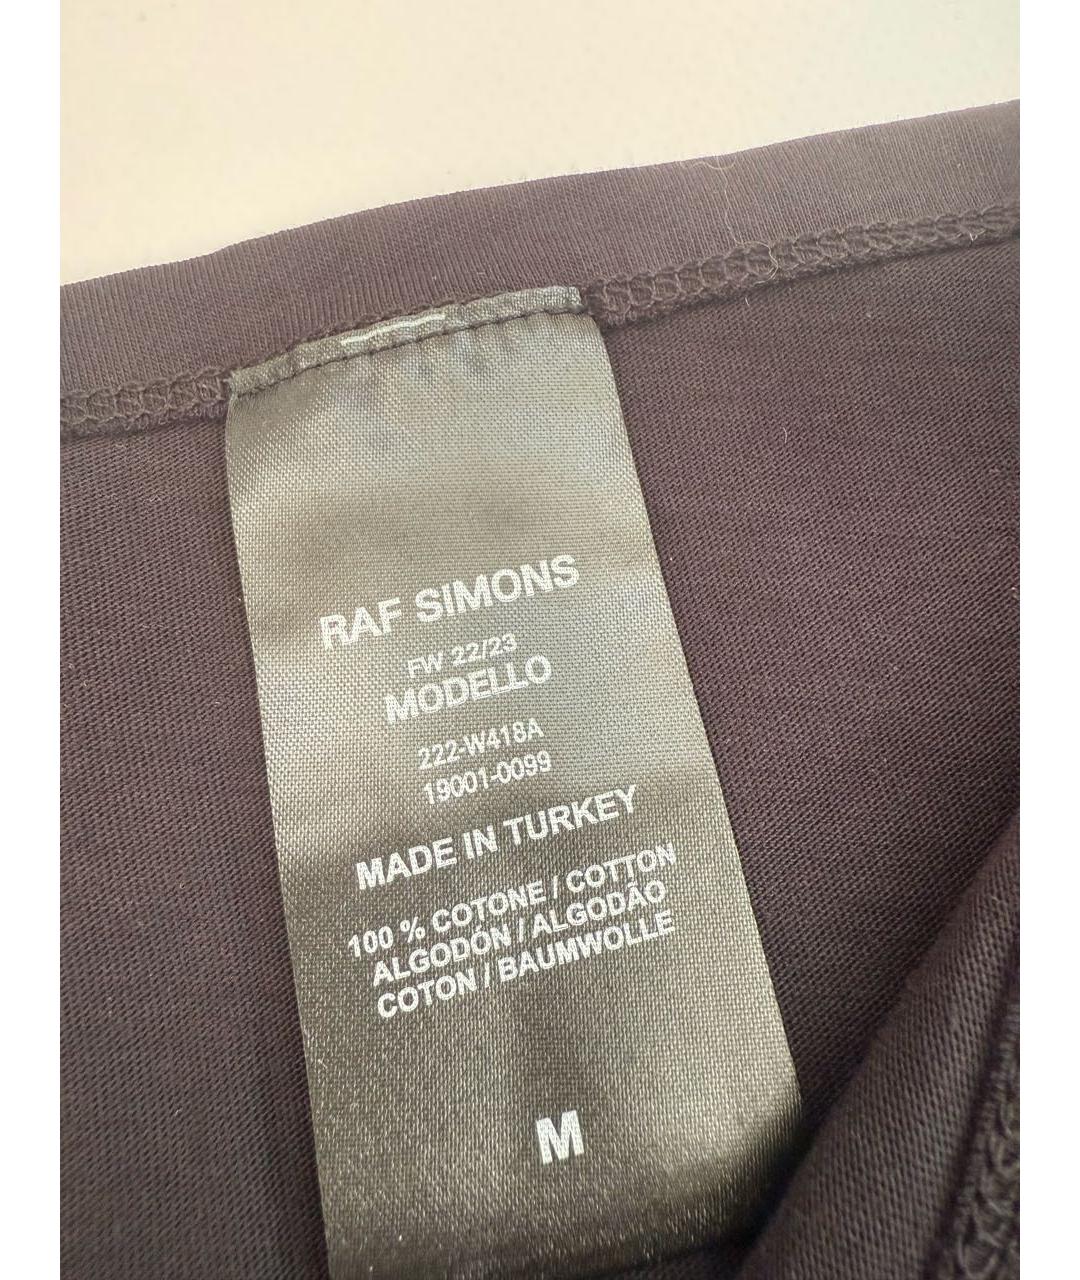 RAF SIMONS
FW 22/23
MODELLO
222-W418A
19001-0099
MADE IN TURKEY
100 % COTONE / COTTON
ALGODÓN / ALGODÃO
COTON / BAUMWOLLE
M